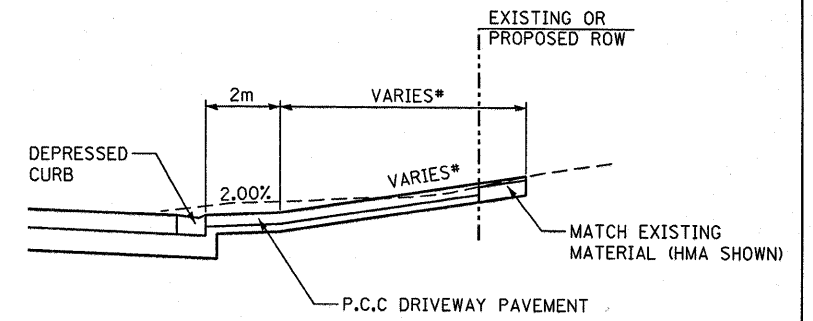 EXISTING OR
PROPOSED ROW
2m
VARIES#
DEPRESSED
CURB
2.00%
VARIES#
MATCH EXISTING
MATERIAL (HMA SHOWN)
P.C.C DRIVEWAY PAVEMENT